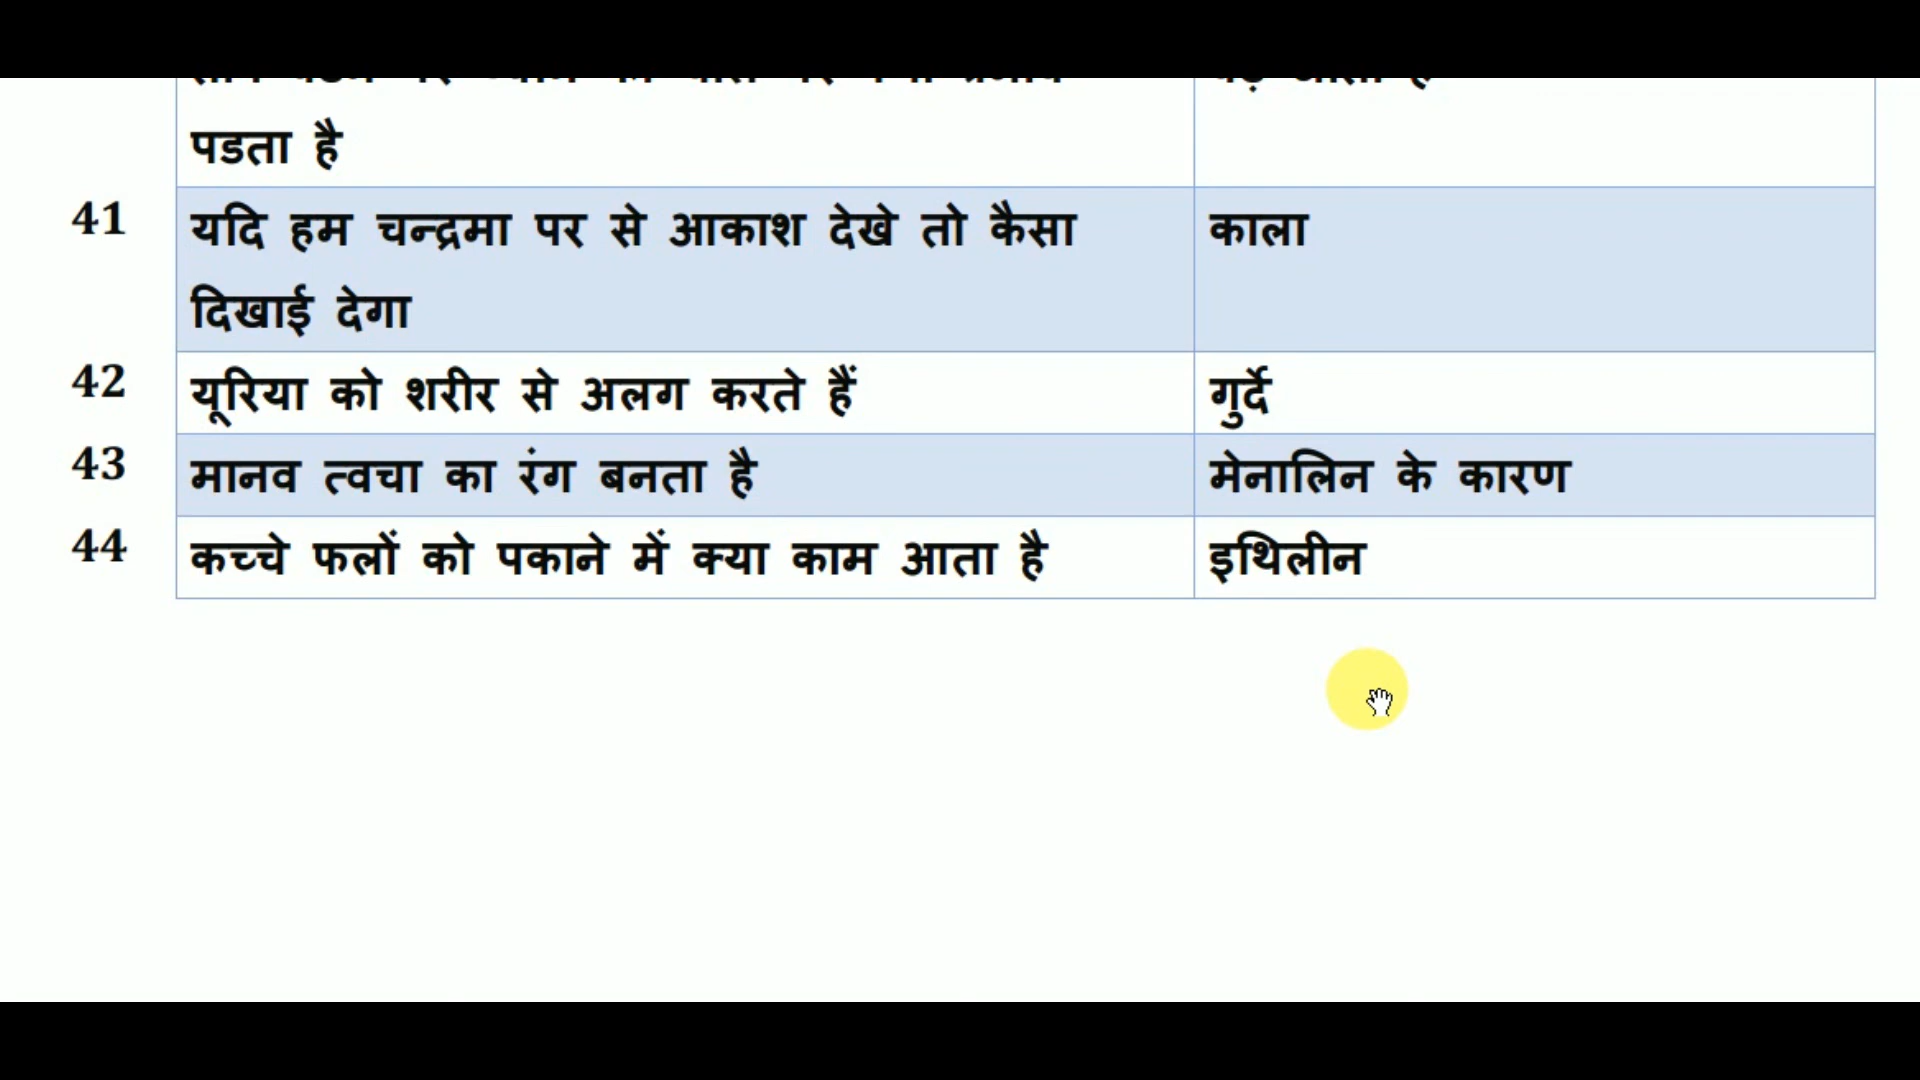 पडता है
41 यदि हम चन्द्रमा पर से आकाश देखे तो कैसा काला
दिखाई देगा
42 यूरिया को शरीर से अलग करते हैं गुर्दे
43 मानव त्वचा का रंग बनता है मेनालिन के कारण
44 कच्चे फलों को पकाने में क्या काम आता है इथिलीन